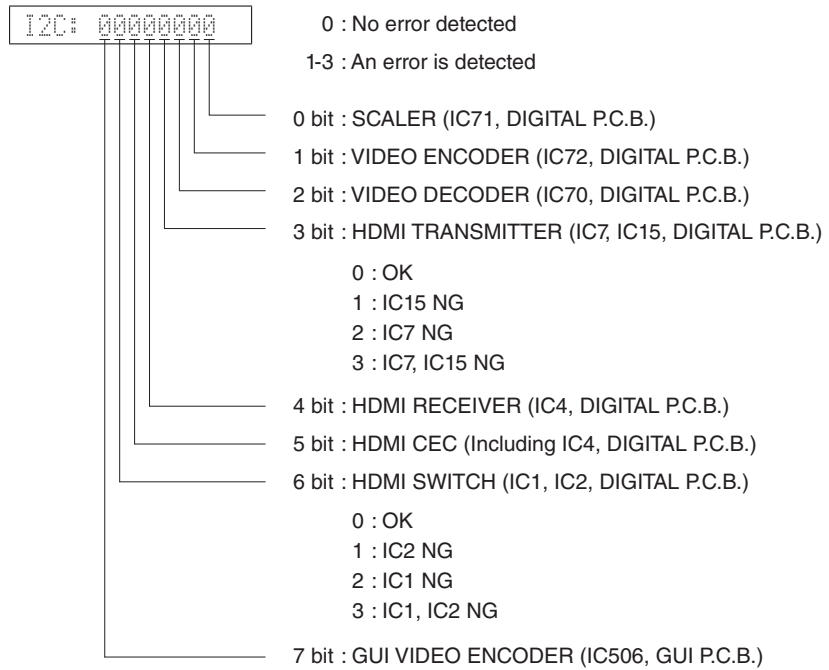 I2C: 00000000
0 : No error detected
1-3 : An error is detected
0 bit : SCALER (IC71, DIGITAL P.C.B.)
1 bit : VIDEO ENCODER (IC72, DIGITAL P.C.B.)
2 bit : VIDEO DECODER (IC70, DIGITAL P.C.B.)
3 bit : HDMI TRANSMITTER (IC7, IC15, DIGITAL P.C.B.)
0 : OK
1 : IC15 NG
2 : IC7 NG
3 : IC7, IC15 NG
4 bit : HDMI RECEIVER (IC4, DIGITAL P.C.B.)
5 bit : HDMI CEC (Including IC4, DIGITAL P.C.B.)
6 bit : HDMI SWITCH (IC1, IC2, DIGITAL P.C.B.)
0 : OK
1 : IC2 NG
2 : IC1 NG
3 : IC1, IC2 NG
7 bit : GUI VIDEO ENCODER (IC506, GUI P.C.B.)